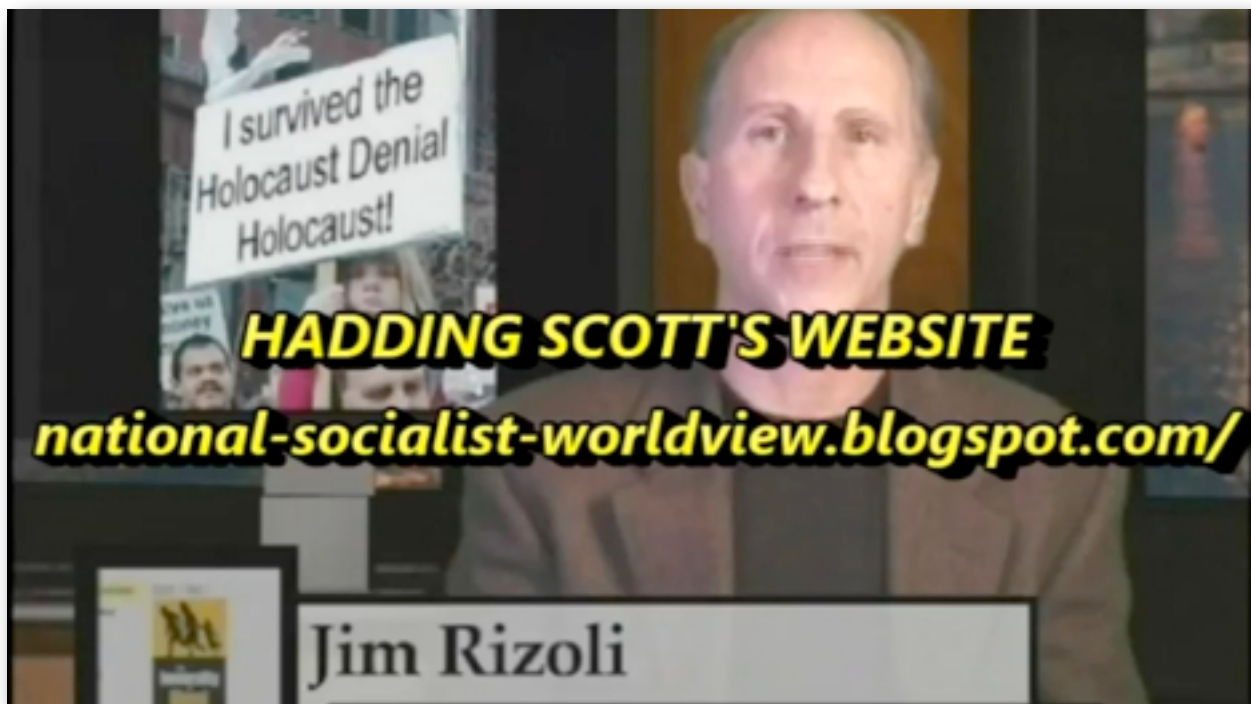 I survived the
Holocaust Denial
Holocaust!
HADDING SCOTT'S WEBSITE
national-socialist-worldview.blogspot.com/
Jim Rizoli